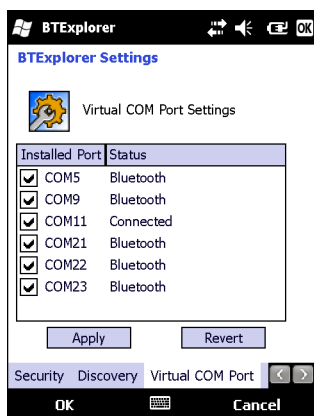 BTExplorer OK
BTExplorer Settings
Virtual COM Port Settings
Installed Port Status
COM5 Bluetooth
COM9 Bluetooth
COM11 Connected
COM21 Bluetooth
COM22 Bluetooth
COM23 Bluetooth
Apply Revert
Security Discovery Virtual COM Port
OK Cancel